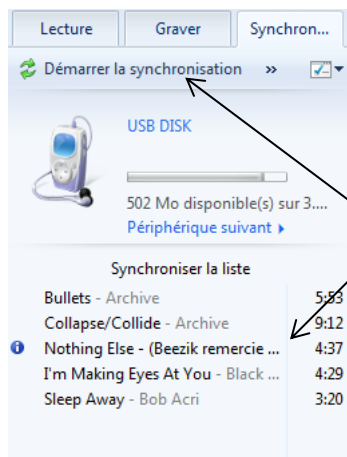 Lecture Graver Synchron...
Démarrer la synchronisation »
USB DISK
502 Mo disponible(s) sur 3....
Périphérique suivant
Synchroniser la liste
Bullets - Archive 5:53
Collapse/Collide - Archive 9:12
Nothing Else - (Beezik remercie ... 4:37
I'm Making Eyes At You - Black ... 4:29
Sleep Away - Bob Acri 3:20